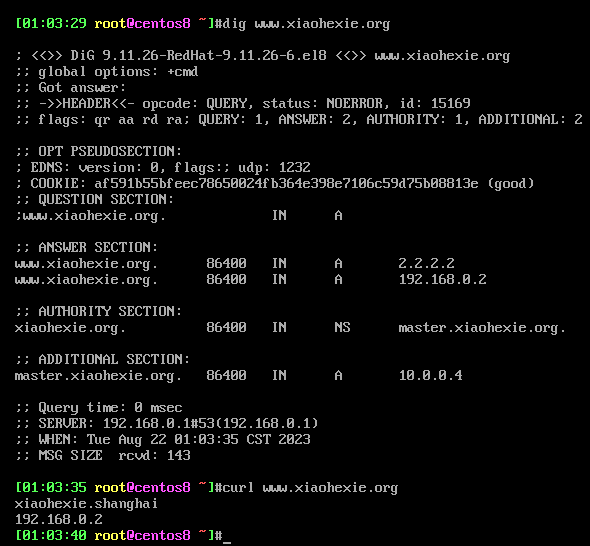 [01:03:29 root@centos8 ~]#dig www.xiaohexie.org
; <<>> DiG 9.11.26-RedHat-9.11.26-6.el8 <<>> www.xiaohexie.org
;; global options: +cmd
;; Got answer:
;; ->>HEADER<<- opcode: QUERY, status: NOERROR, id: 15169
;; flags: qr aa rd ra; QUERY: 1, ANSWER: 2, AUTHORITY: 1, ADDITIONAL: 2
;; OPT PSEUDOSECTION:
; EDNS: version: 0, flags:; udp: 1232
; COOKIE: af591b55bfeec78650024fb364e398e7106c59d75b08813e (good)
;; QUESTION SECTION:
;www.xiaohexie.org. IN A
;; ANSWER SECTION:
www.xiaohexie.org. 86400 IN A 2.2.2.2
www.xiaohexie.org. 86400 IN A 192.168.0.2
;; AUTHORITY SECTION:
xiaohexie.org. 86400 IN NS master.xiaohexie.org.
;; ADDITIONAL SECTION:
master.xiaohexie.org. 86400 IN A 10.0.0.4
;; Query time: 0 msec
;; SERVER: 192.168.0.1#53(192.168.0.1)
;; WHEN: Tue Aug 22 01:03:35 CST 2023
;; MSG SIZE rcvd: 143
[01:03:35 root@centos8 ~]#curl www.xiaohexie.org
xiaohexie.shanghai
192.168.0.2
[01:03:40 root@centos8 ~]#_